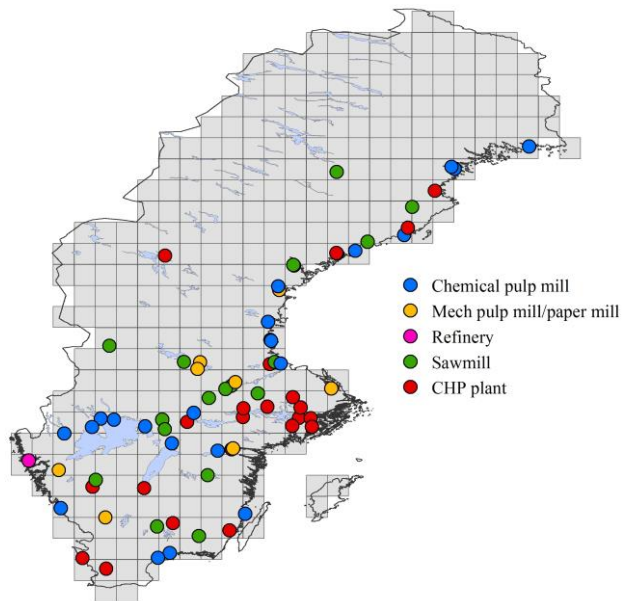 Chemical pulp mill
Mech pulp mill/paper mill
Refinery
Sawmill
CHP plant